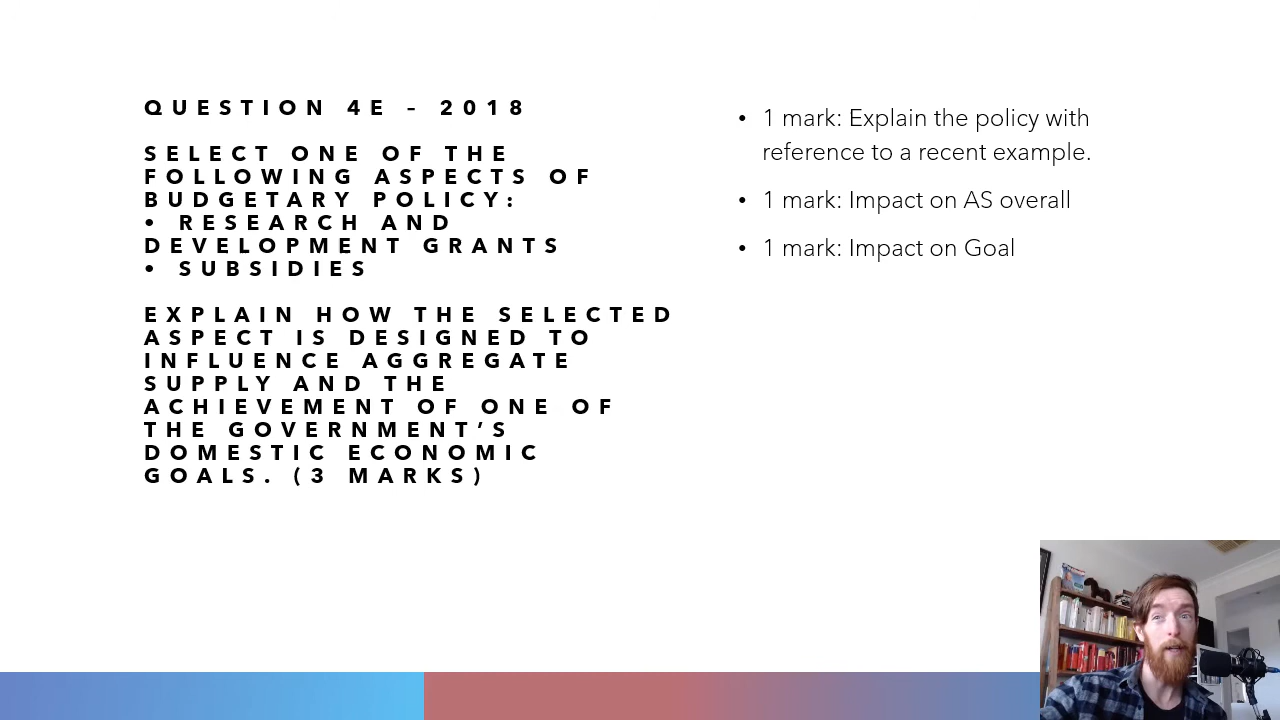 QUESTION 4E – 2018
SELECT ONE OF THE
FOLLOWING ASPECTS OF
BUDGETARY POLICY:
• RESEARCH AND
DEVELOPMENT GRANTS
• SUBSIDIES
EXPLAIN HOW THE SELECTED
ASPECT IS DESIGNED TO
INFLUENCE AGGREGATE
SUPPLY AND THE
ACHIEVEMENT OF ONE OF
THE GOVERNMENT’S
DOMESTIC ECONOMIC
GOALS. (3 MARKS)
• 1 mark: Explain the policy with
reference to a recent example.
• 1 mark: Impact on AS overall
• 1 mark: Impact on Goal